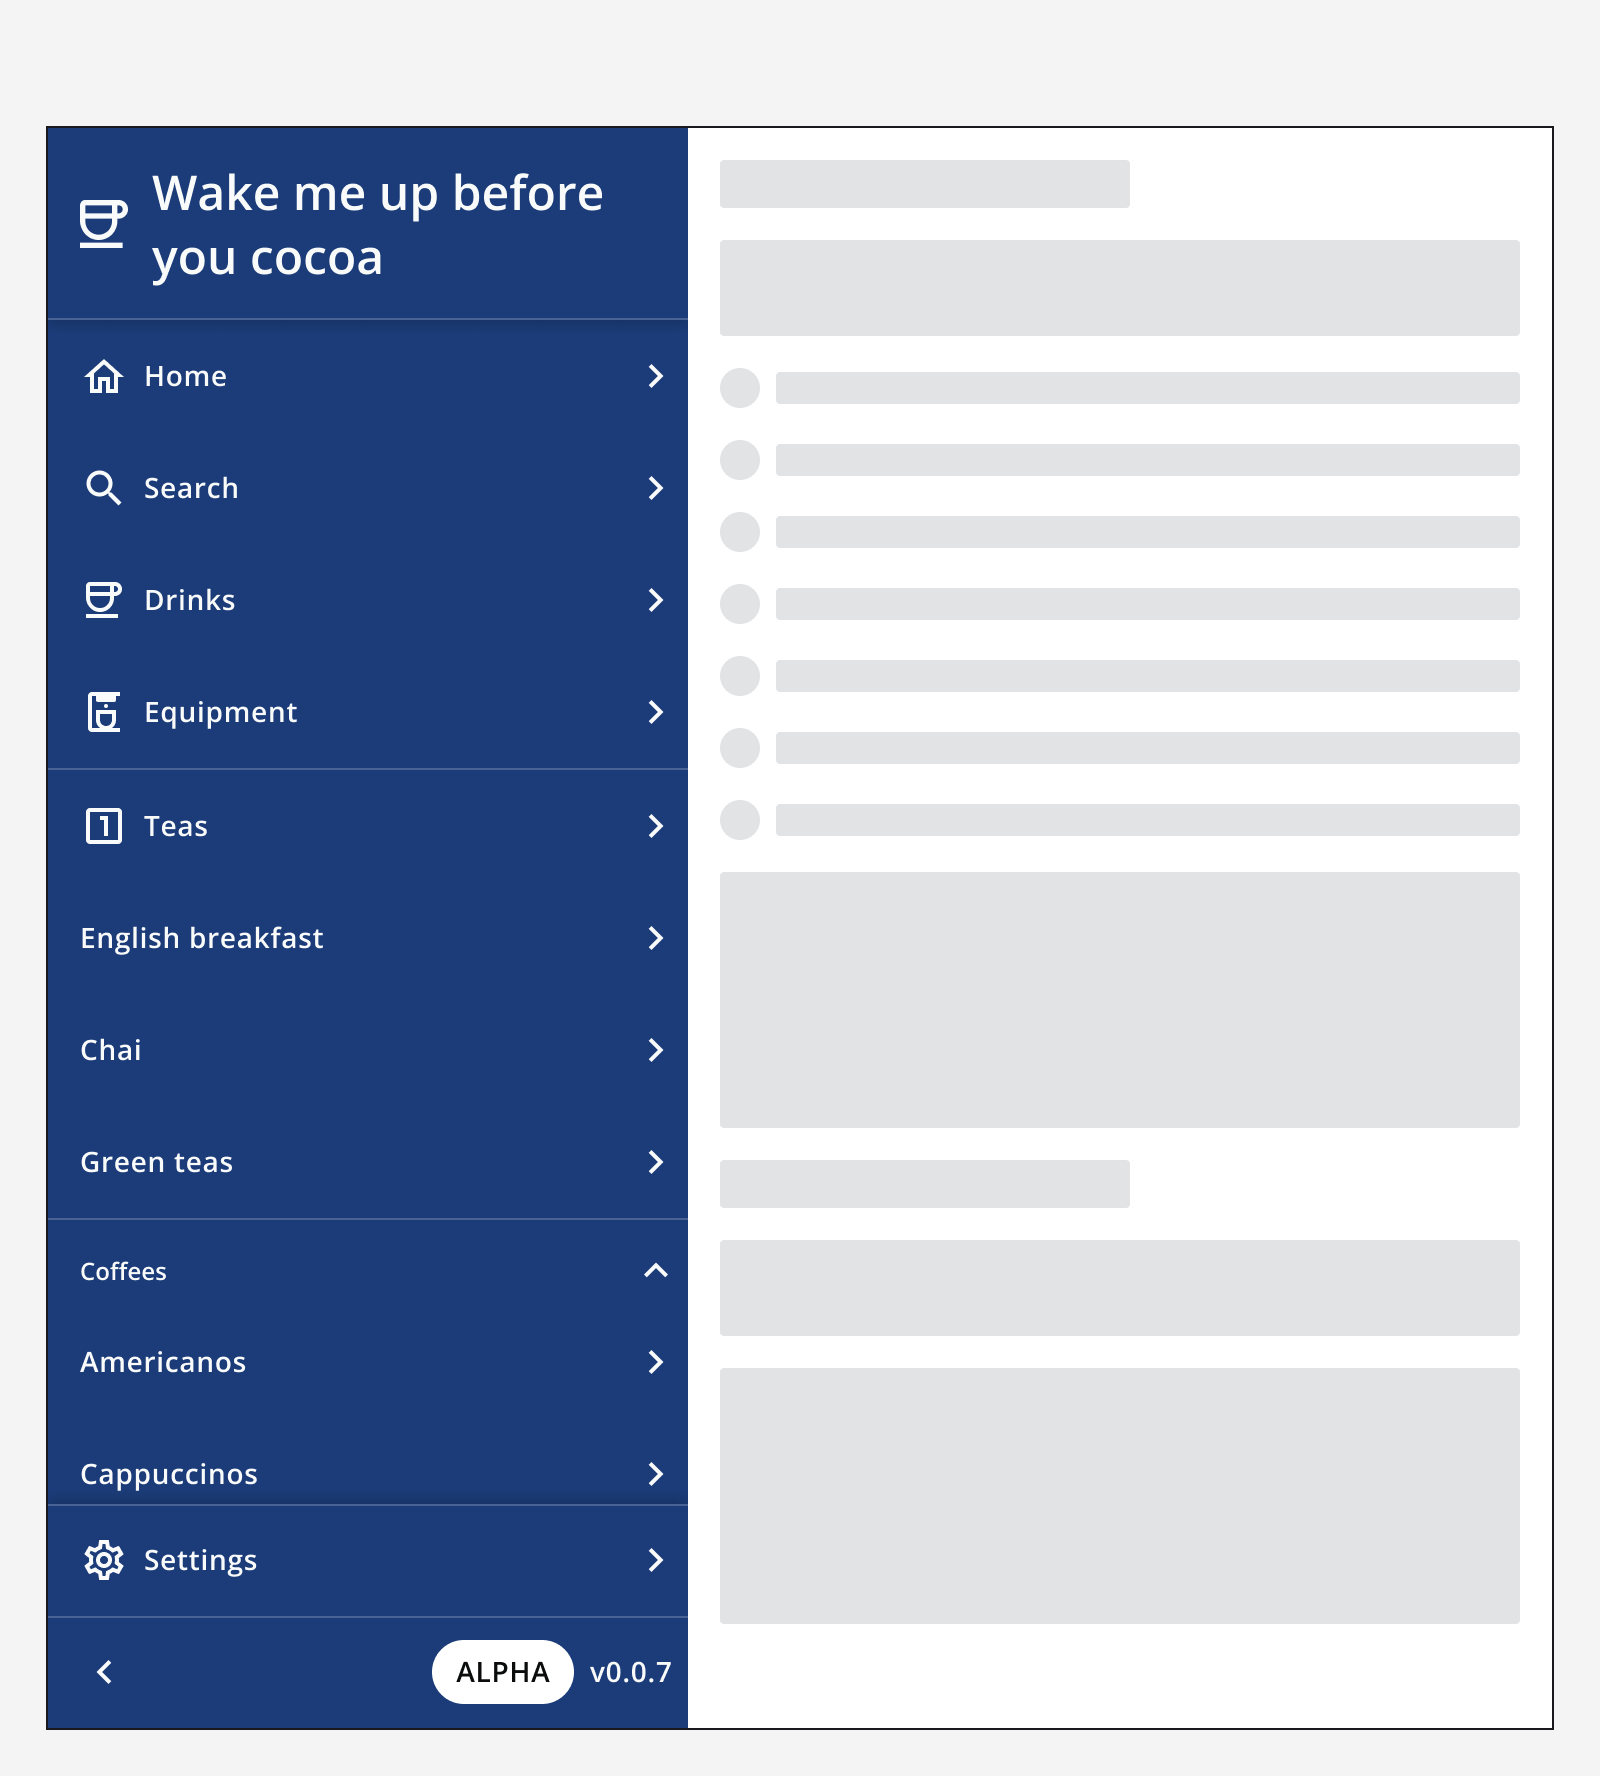 Wake me up before
you cocoa
Home
Search
Drinks
Equipment
1 Teas
English breakfast
Chai
Green teas
Coffees
Americanos
Cappuccinos
Settings
ALPHA v0.0.7